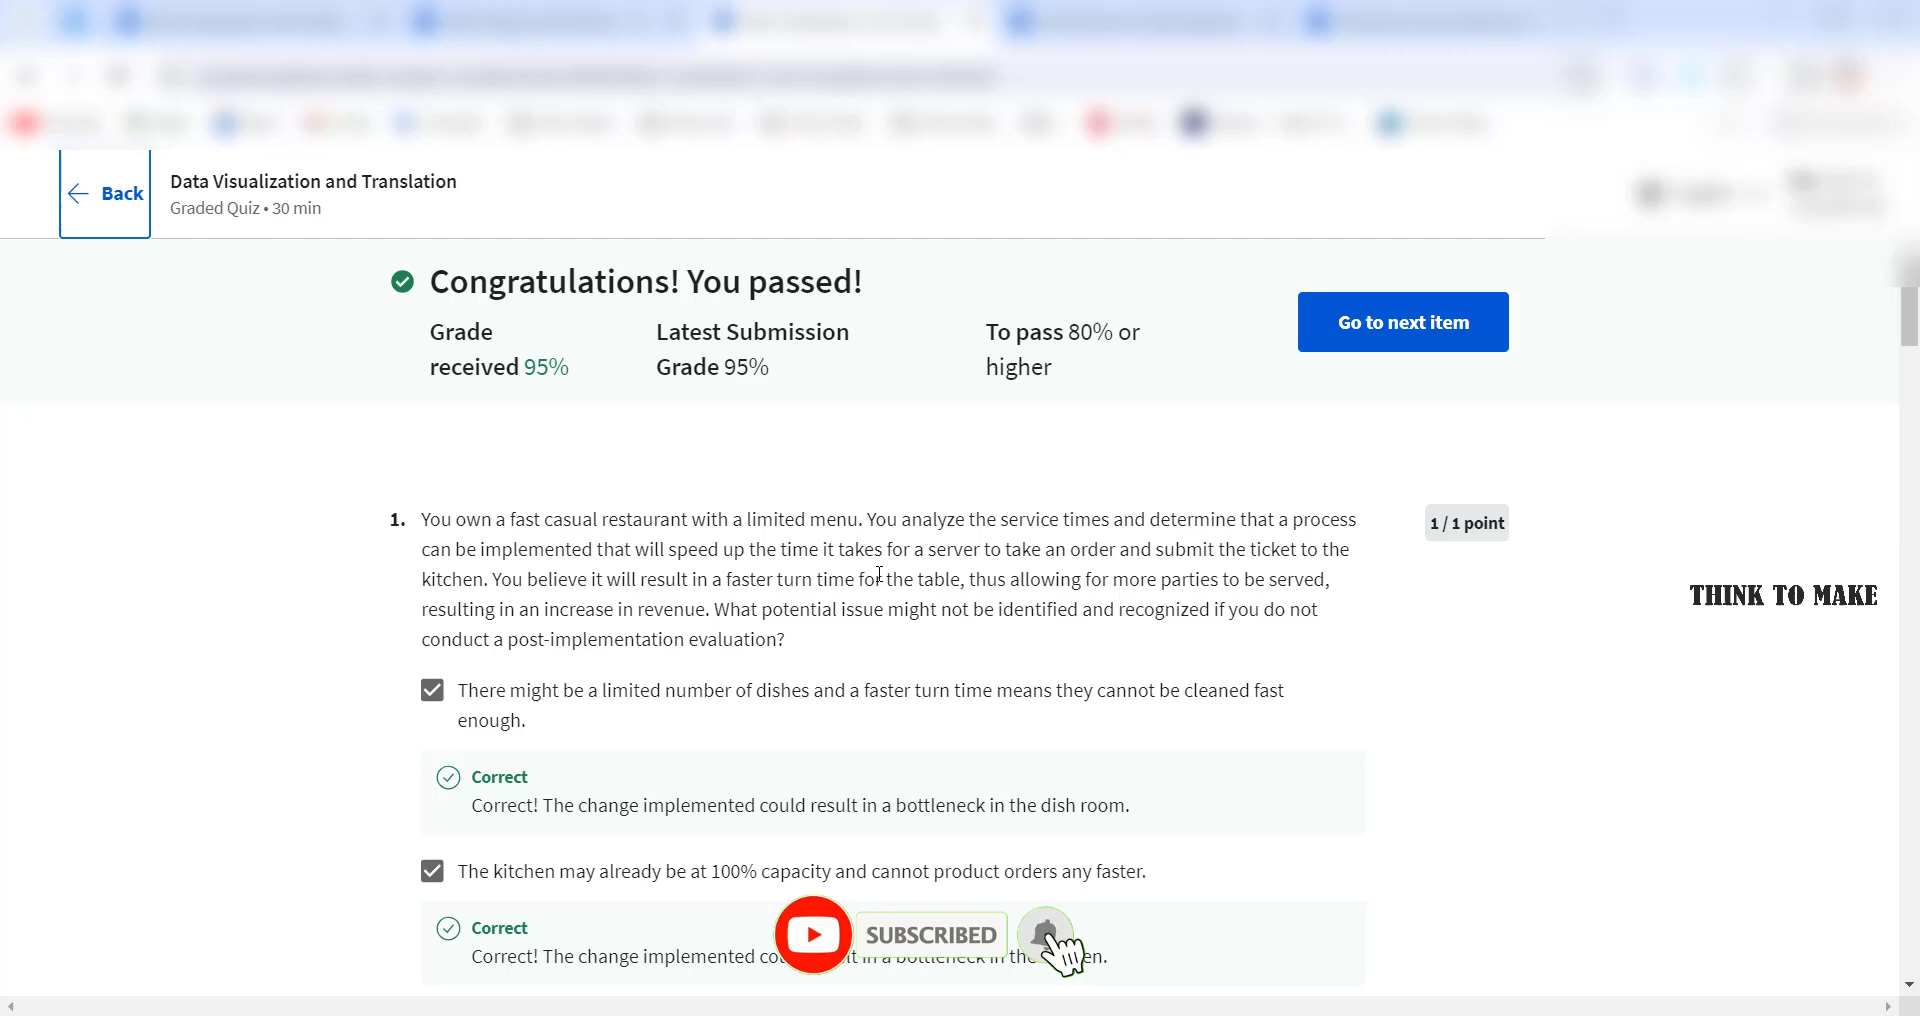 Back
Data Visualization and Translation
Graded Quiz • 30 min
Congratulations! You passed!
Grade
received 95%
Latest Submission
Grade 95%
To pass 80% or
higher
Go to next item
1. You own a fast casual restaurant with a limited menu. You analyze the service times and determine that a process
can be implemented that will speed up the time it takes for a server to take an order and submit the ticket to the
kitchen. You believe it will result in a faster turn time for the table, thus allowing for more parties to be served,
resulting in an increase in revenue. What potential issue might not be identified and recognized if you do not
conduct a post-implementation evaluation?
1 / 1 point
THINK TO MAKE
There might be a limited number of dishes and a faster turn time means they cannot be cleaned fast
enough.
Correct
Correct! The change implemented could result in a bottleneck in the dish room.
The kitchen may already be at 100% capacity and cannot product orders any faster.
Correct
Correct! The change implemented in a bottleneck in
SUBSCRIBED